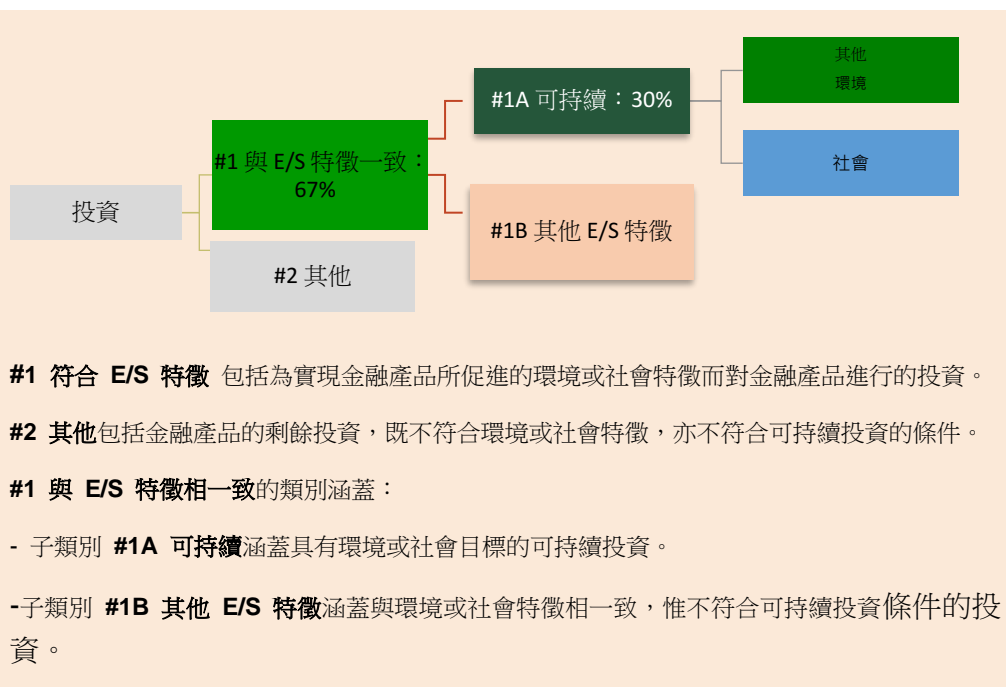 其他
環境
#1A 可持續：30%
#1 與 E/S 特徵一致：
67%
社會
投資
#1B 其他 E/S 特徵
#2 其他
#1 符合 E/S 特徵 包括為實現金融產品所促進的環境或社會特徵而對金融產品進行的投資。
#2 其他包括金融產品的剩餘投資，既不符合環境或社會特徵，亦不符合可持續投資的條件。
#1 與 E/S 特徵相一致的類別涵蓋：
- 子類別 #1A 可持續涵蓋具有環境或社會目標的可持續投資。
-子類別 #1B 其他 E/S 特徵涵蓋與環境或社會特徵相一致，惟不符合可持續投資條件的投
資。